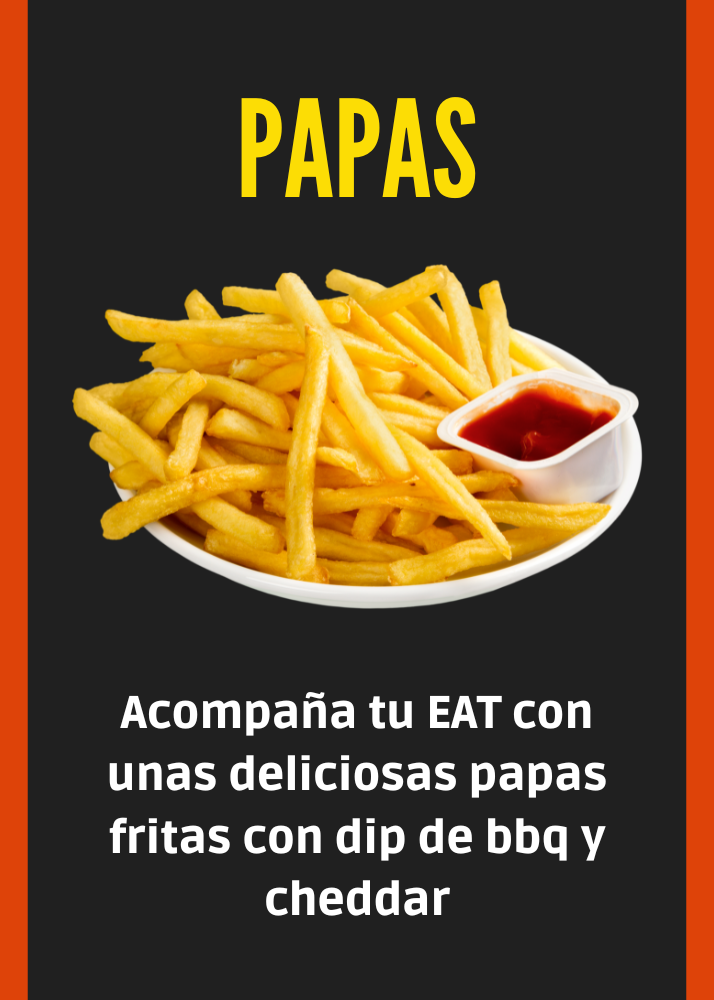 PAPAS
Acompaña tu EAT con
unas deliciosas papas
fritas con dip de bbq y
cheddar